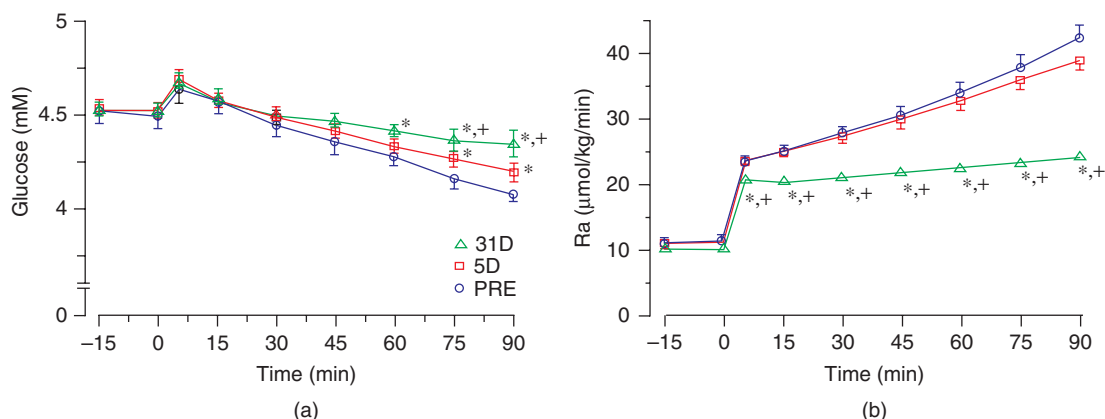 5
4.5
4
0
Glucose (mM)
*
*,+
*
*,+
*
31D
5D
PRE
–15 0 15 30 45 60 75 90
Time (min)
(a)
40
30
20
10
0
Ra (μmol/kg/min)
*,+ *,+ *,+ *,+ *,+ *,+ *,+
–15 0 15 30 45 60 75 90
Time (min)
(b)